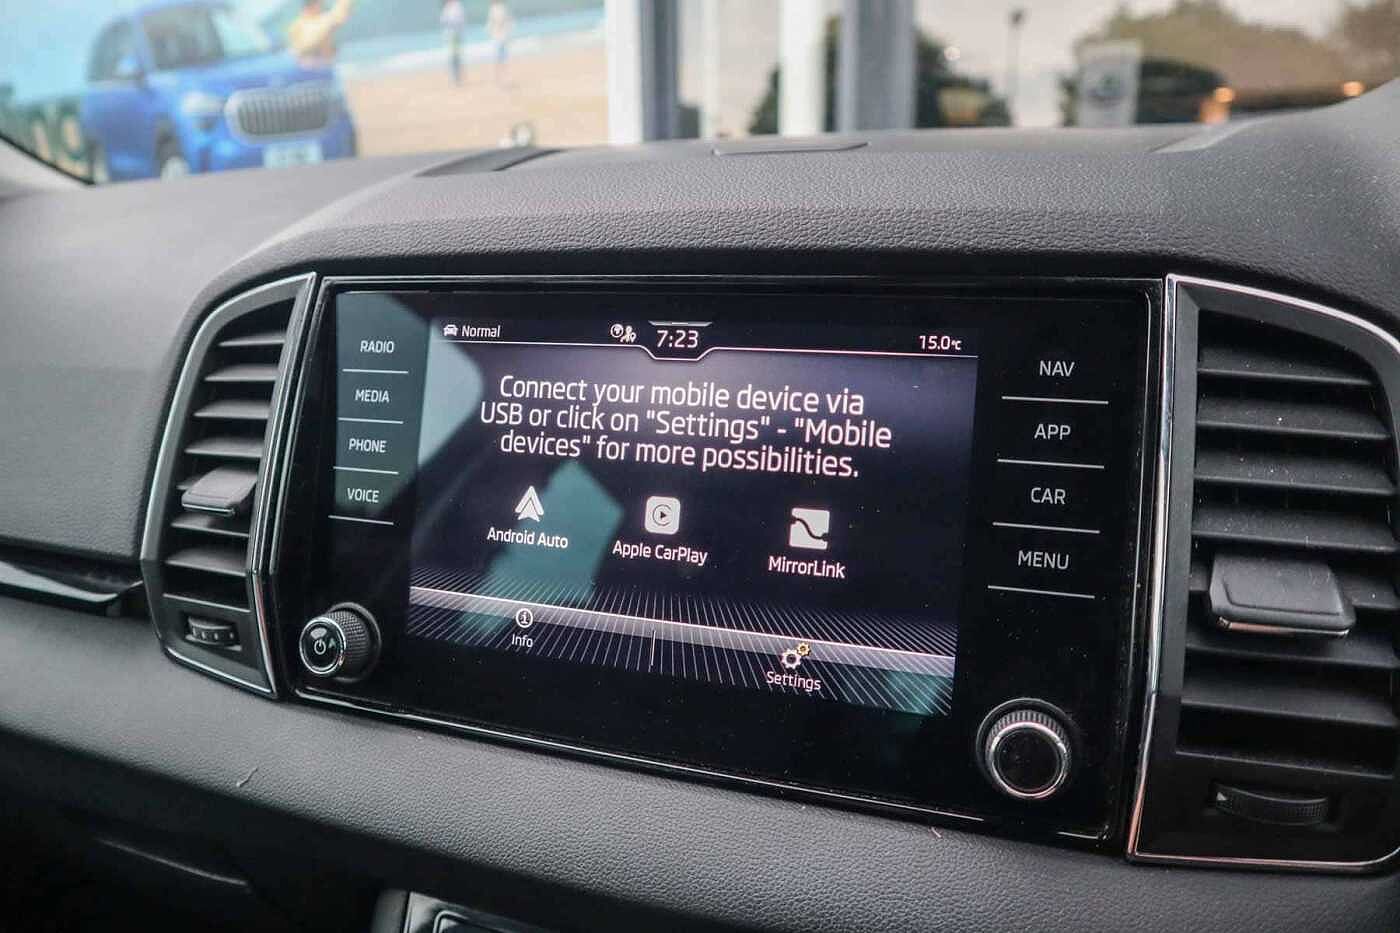 Normal
7:23
15.0°C
RADIO
MEDIA
PHONE
VOICE
Connect your mobile device via
USB or click on "Settings" - "Mobile
devices" for more possibilities.
Android Auto
Apple CarPlay
MirrorLink
Info
Settings
NAV
APP
CAR
MENU